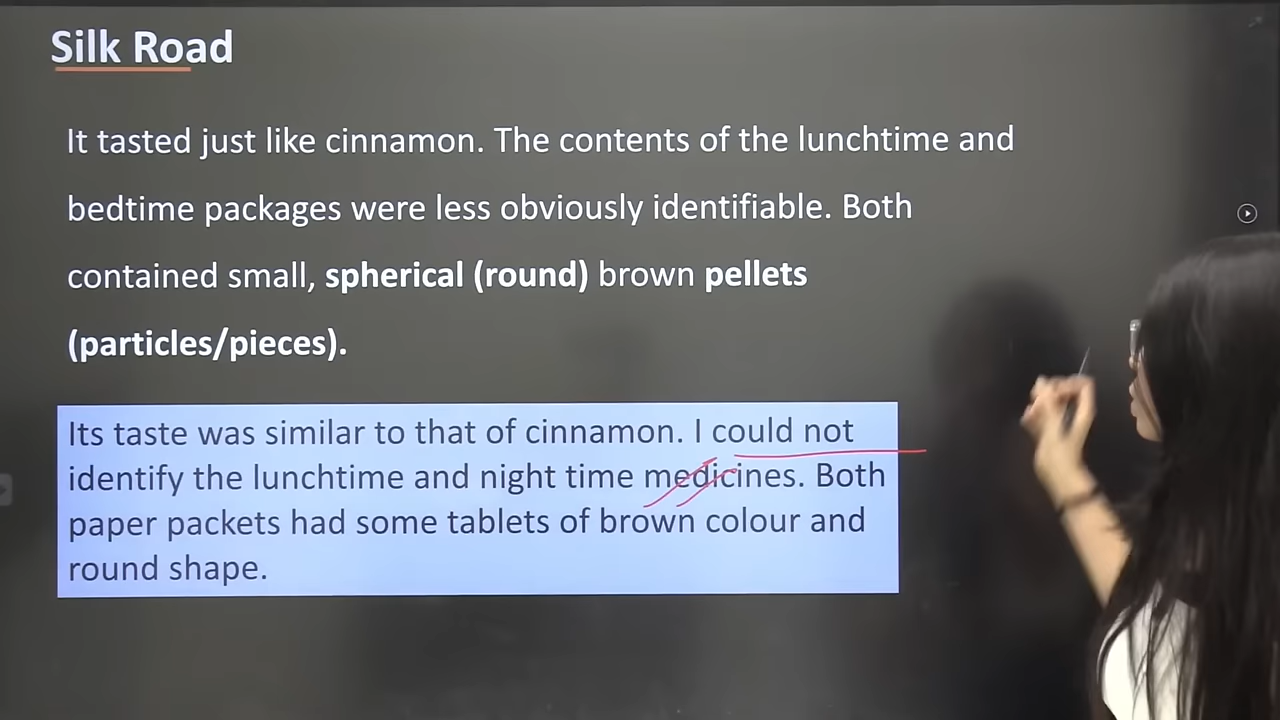 Silk Road
It tasted just like cinnamon. The contents of the lunchtime and
bedtime packages were less obviously identifiable. Both
contained small, spherical (round) brown pellets
(particles/pieces).
Its taste was similar to that of cinnamon. I could not
identify the lunchtime and night time medicines. Both
paper packets had some tablets of brown colour and
round shape.